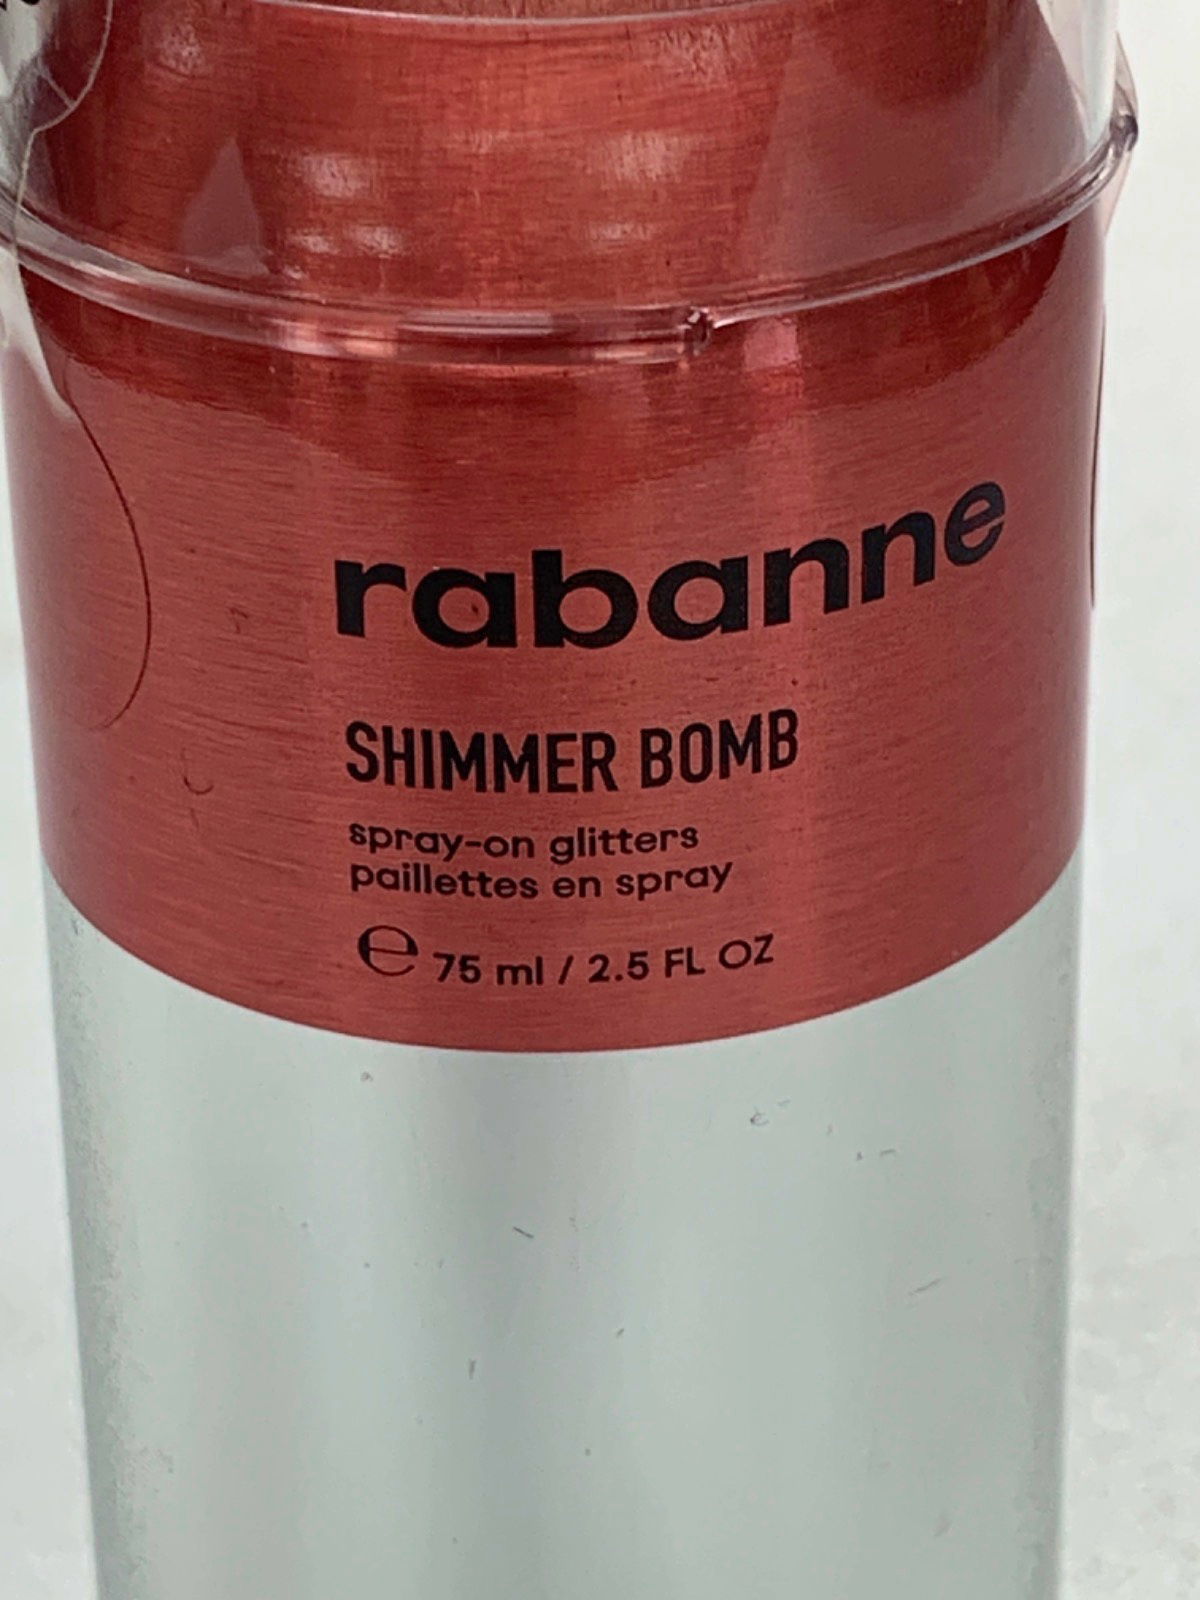 rabanne
SHIMMER BOMB
spray-on glitters
paillettes en spray
℮ 75 ml / 2.5 FL OZ